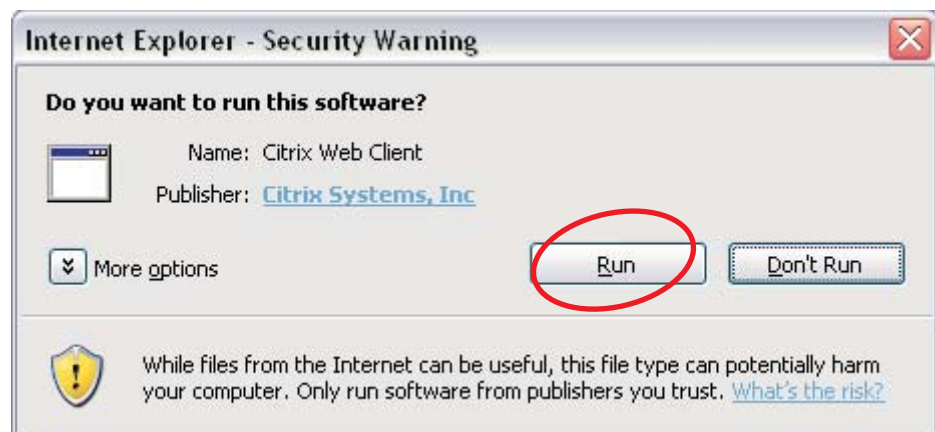 Internet Explorer - Security Warning
Do you want to run this software?
Name: Citrix Web Client
Publisher: Citrix Systems, Inc
More options
Run
Don't Run
While files from the Internet can be useful, this file type can potentially harm
your computer. Only run software from publishers you trust. What's the risk?